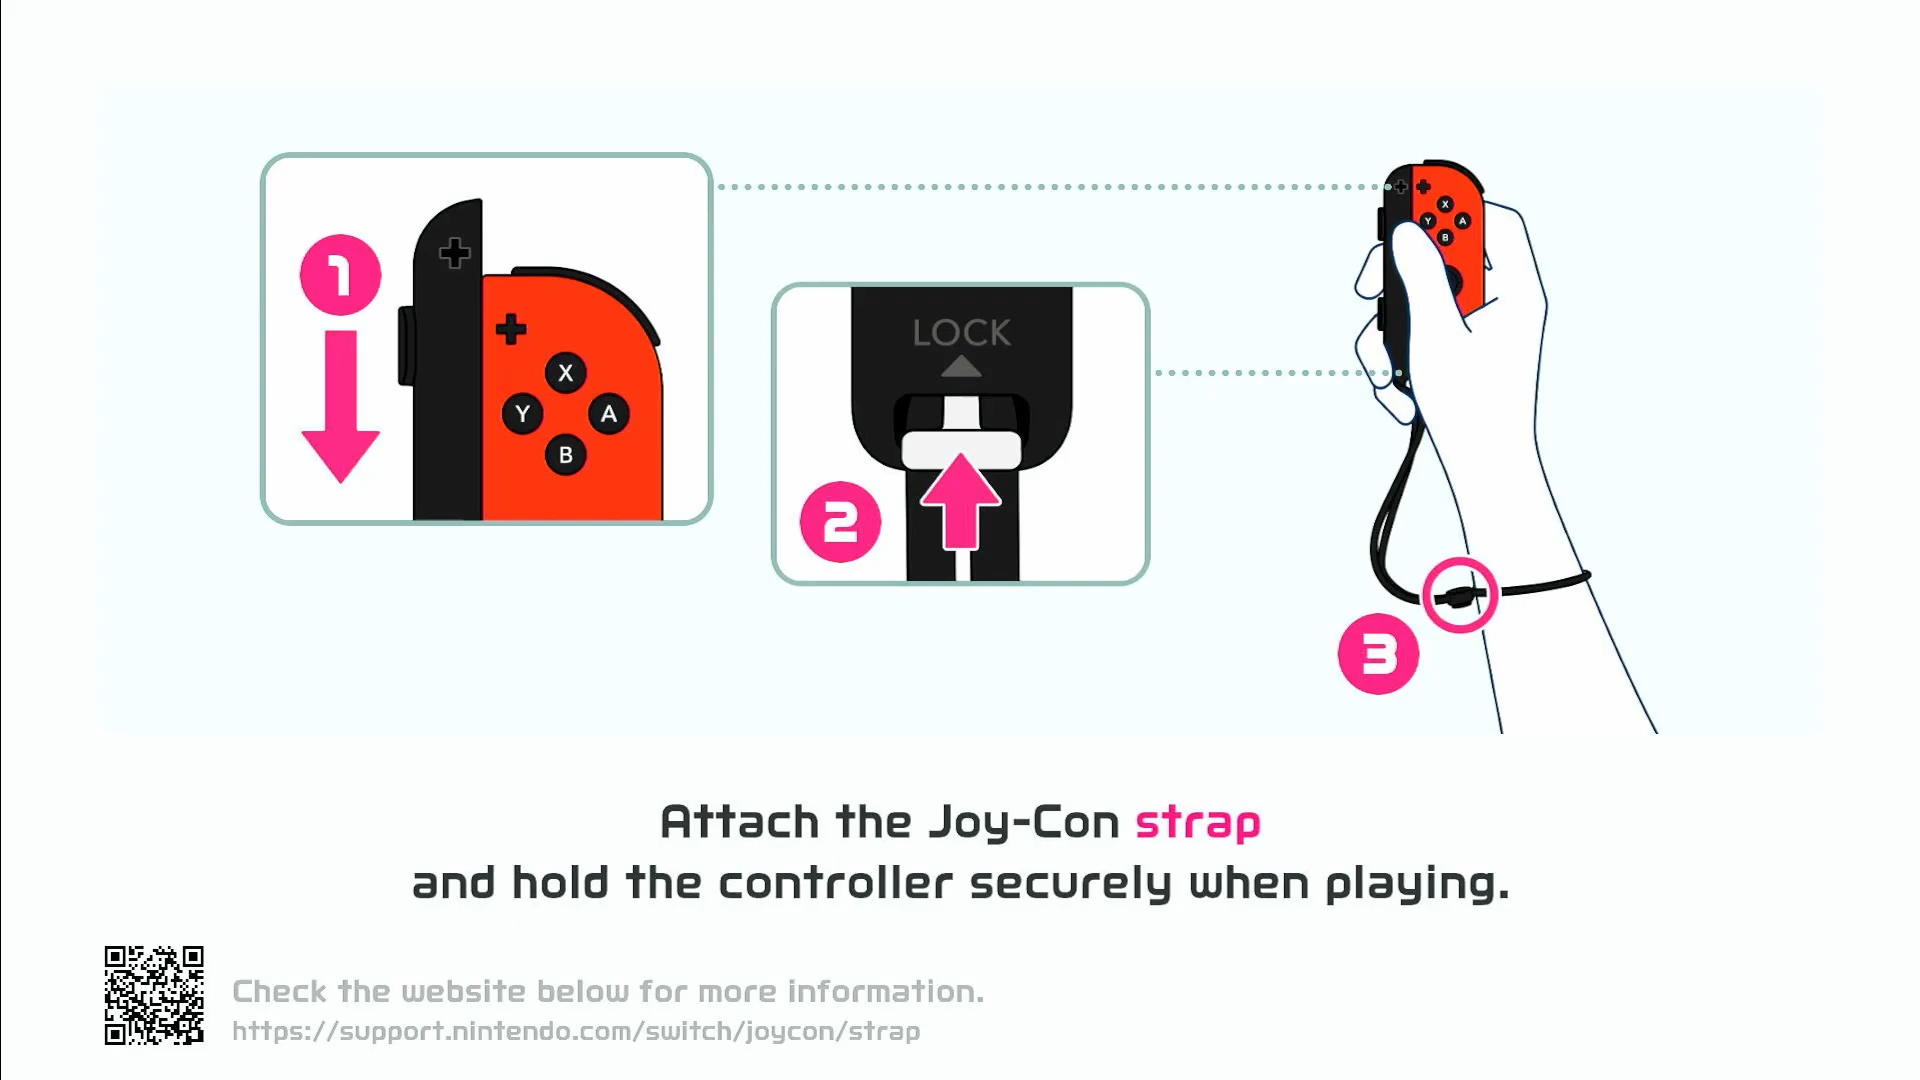 1
X
Y
A
B
LOCK
2
X
Y
A
B
3
Attach the Joy-Con strap
and hold the controller securely when playing.
Check the website below for more information.
https://support.nintendo.com/switch/joycon/strap